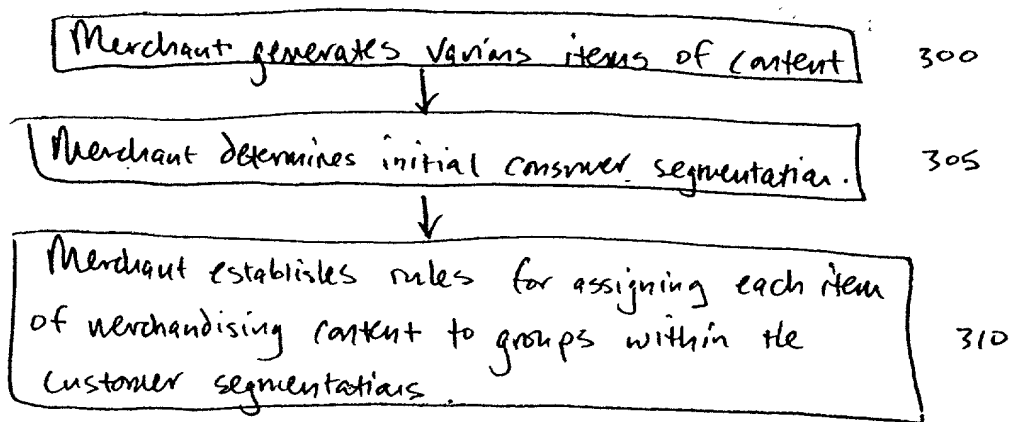 Merchant generates various items of content 300
Merchant determines initial consumer segmentation. 305
Merchant establishes rules for assigning each item
of merchandising content to groups within the 310
customer segmentations.